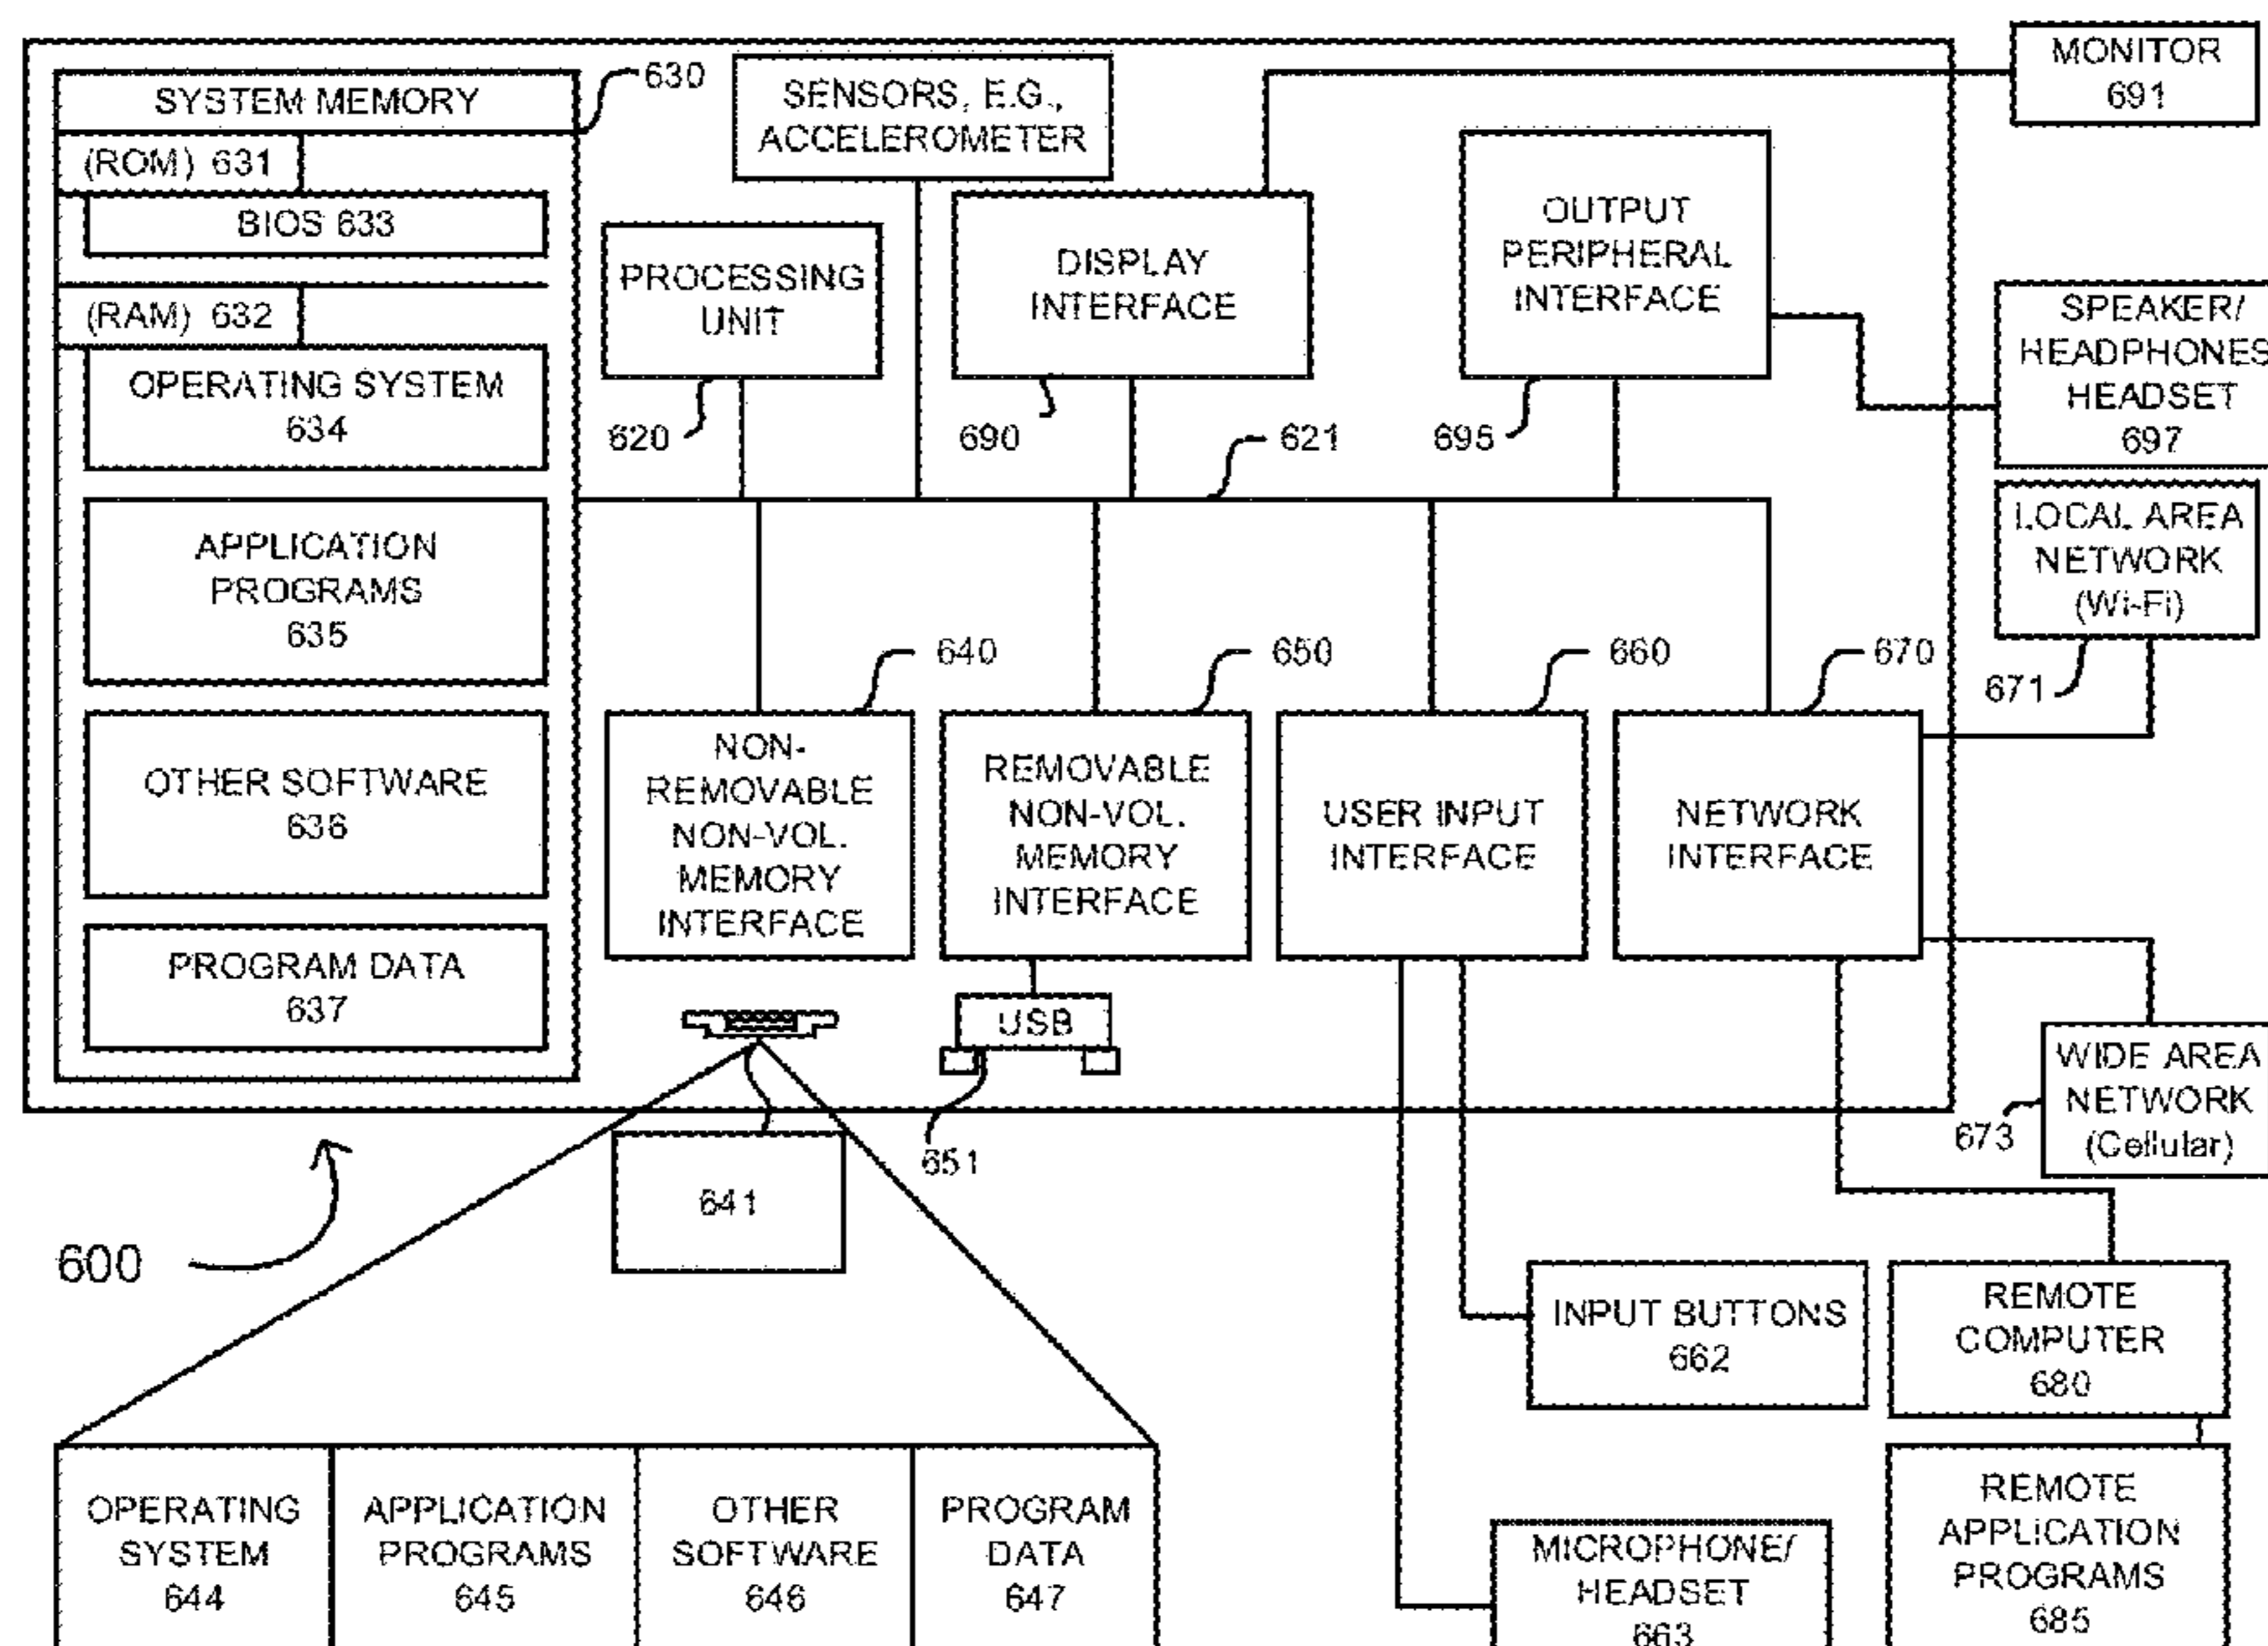 SYSTEM MEMORY
630
(ROM) 631
BIOS 633
(RAM) 632
OPERATING SYSTEM
634
APPLICATION
PROGRAMS
635
OTHER SOFTWARE
636
PROGRAM DATA
637
SENSORS, E.G.,
ACCELEROMETER
PROCESSING
UNIT
620
DISPLAY
INTERFACE
690
621
OUTPUT
PERIPHERAL
INTERFACE
695
MONITOR
691
SPEAKER/
HEADPHONES
HEADSET
697
LOCAL AREA
NETWORK
(Wi-Fi)
671
640
NON-
REMOVABLE
NON-VOL.
MEMORY
INTERFACE
650
REMOVABLE
NON-VOL.
MEMORY
INTERFACE
660
USER INPUT
INTERFACE
670
NETWORK
INTERFACE
USB
651
641
WIDE AREA
NETWORK
(Cellular)
673
600
INPUT BUTTONS
662
REMOTE
COMPUTER
680
OPERATING
SYSTEM
644
APPLICATION
PROGRAMS
645
OTHER
SOFTWARE
646
PROGRAM
DATA
647
MICROPHONE/
HEADSET
663
REMOTE
APPLICATION
PROGRAMS
685